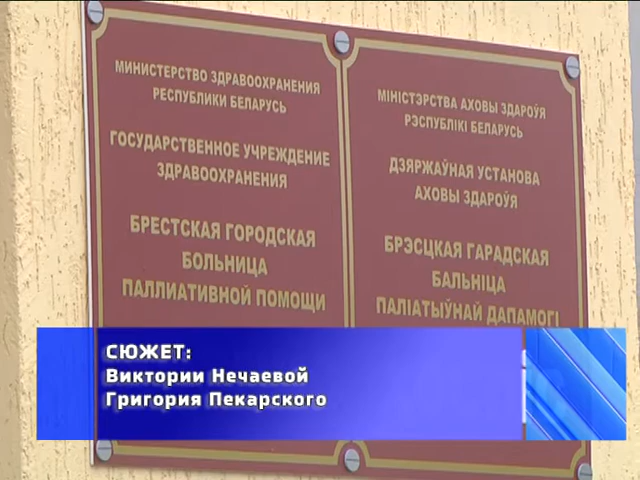 МИНИСТЕРСТВО ЗДРАВООХРАНЕНИЯ
РЕСПУБЛИКИ БЕЛАРУСЬ
ГОСУДАРСТВЕННОЕ УЧРЕЖДЕНИЕ
ЗДРАВООХРАНЕНИЯ
БРЕСТСКАЯ ГОРОДСКАЯ
БОЛЬНИЦА
ПАЛЛИАТИВНОЙ ПОМОЩИ
МІНІСТЭРСТВА АХОВЫ ЗДАРОЎЯ
РЭСПУБЛІКІ БЕЛАРУСЬ
ДЗЯРЖАЎНАЯ УСТАНОВА
АХОВЫ ЗДАРОЎЯ
БРЭСЦКАЯ ГАРАДСКАЯ
БАЛЬНІЦА
ПАЛІАТЫЎНАЙ ДАПАМОГІ
СЮЖЕТ:
Виктории Нечаевой
Григория Пекарского